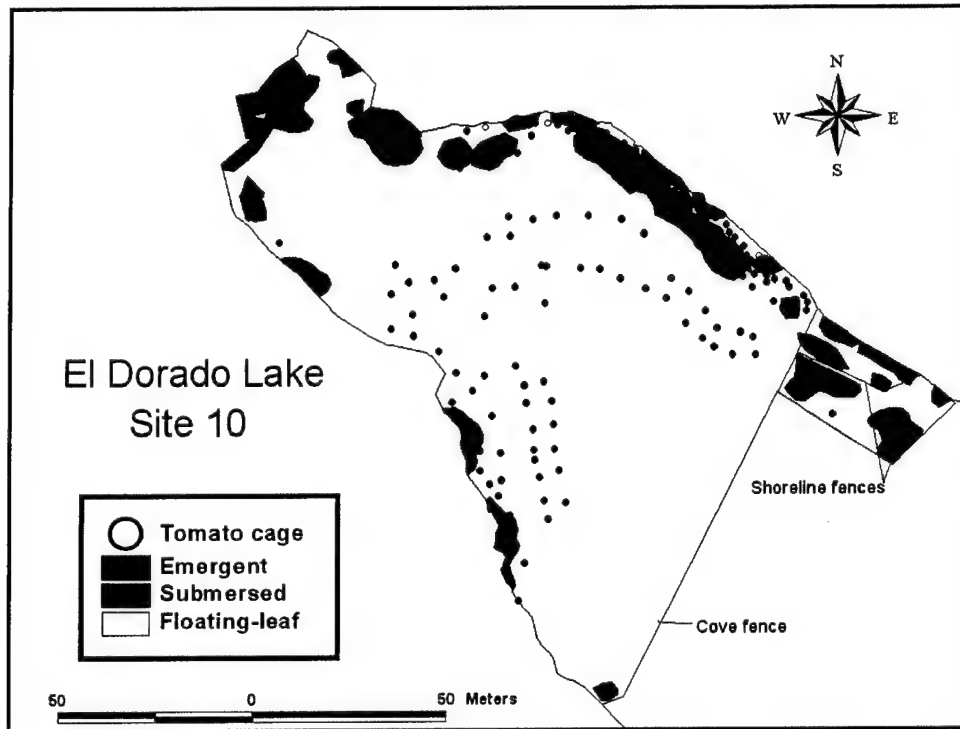 N
W E
S
El Dorado Lake
Site 10
Shoreline fences
Tomato cage
Emergent
Submersed
Floating-leaf
Cove fence
50 0 50 Meters